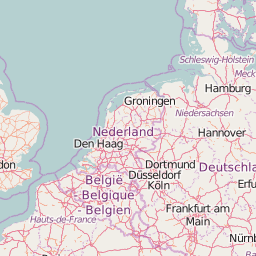 Schleswig-Holstein
Meck
Hamburg
Groningen
Niedersachsen
Nederland
Hannover
Den Haag
don
Dortmund
Deutschla
Düsseldorf
Köln
Erfu
België
Belgique
Belgien
Hauts-de-France
Frankfurt am
Main
Nürnb